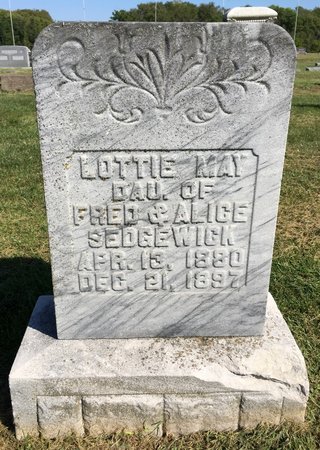 LOTTIE MAY
DAU. OF
FRED & ALICE
SEDGEWICK
APR. 13, 1880
DEC. 21, 1897